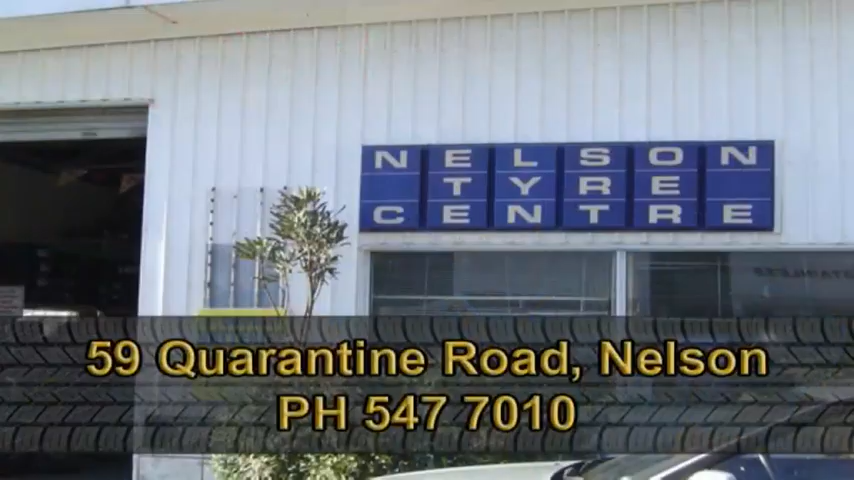 NELSON
TYRE
CENTRE
59 Quarantine Road, Nelson
PH 547 7010